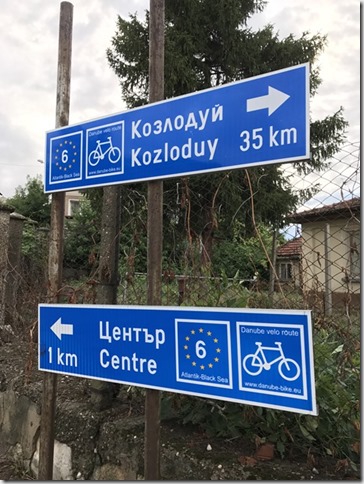 Danube velo route
6
Atlantik-Black Sea
www.danube-bike.eu
Козлодуй
Kozloduy
35 km
Център
Centre
1 km
6
Atlantik-Black Sea
Danube velo route
www.danube-bike.eu